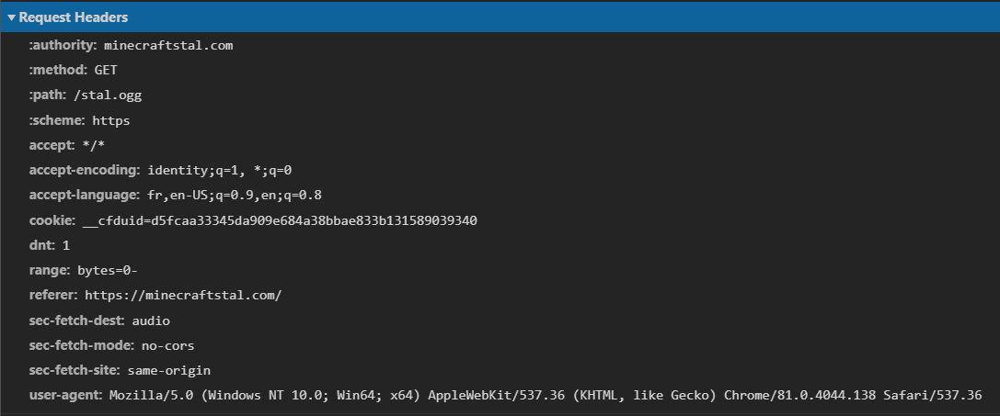 Request Headers
:authority: minecraftstal.com
:method: GET
:path: /stal.ogg
:scheme: https
accept: */*
accept-encoding: identity;q=1, *;q=0
accept-language: fr,en-US;q=0.9,en;q=0.8
cookie: __cfduid=d5fcaa33345da909e684a38bbae833b131589039340
dnt: 1
range: bytes=0-
referer: https://minecraftstal.com/
sec-fetch-dest: audio
sec-fetch-mode: no-cors
sec-fetch-site: same-origin
user-agent: Mozilla/5.0 (Windows NT 10.0; Win64; x64) AppleWebKit/537.36 (KHTML, like Gecko) Chrome/81.0.4044.138 Safari/537.36